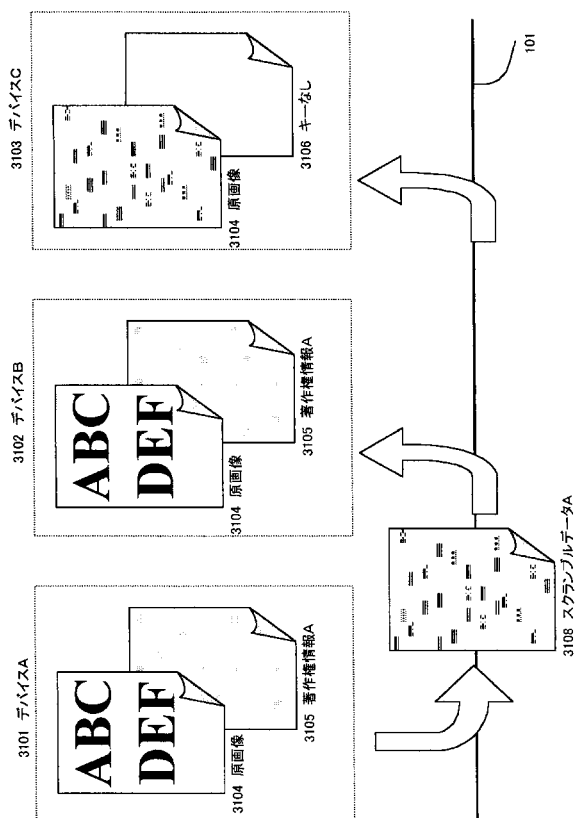 3101 デバイスA
ABC
DEF
3104 原画像
3105 著作権情報A
3102 デバイスB
ABC
DEF
3104 原画像
3105 著作権情報A
3103 デバイスC
3104 原画像
3106 キーなし
3108 スクランブルデータA
101